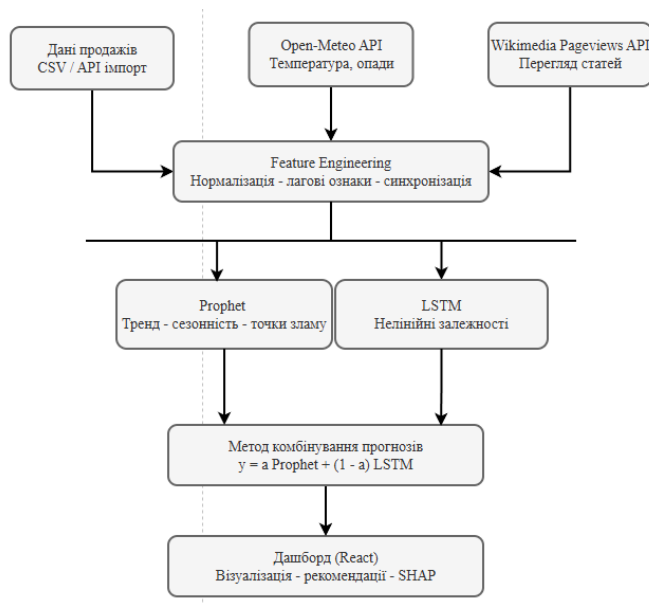 Дані продажів
CSV / API імпорт
Open-Meteo API
Температура, опади
Wikimedia Pageviews API
Перегляд статей
Feature Engineering
Нормалізація - лагові ознаки - синхронізація
Prophet
Тренд - сезонність - точки зламу
LSTM
Нелінійні залежності
Метод комбінування прогнозів
y = a Prophet + (1 - a) LSTM
Дашборд (React)
Візуалізація - рекомендації - SHAP